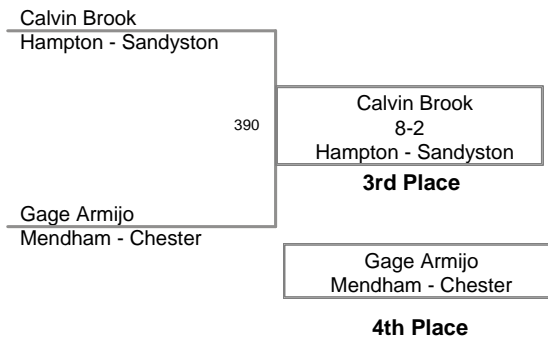 Calvin Brook
Hampton - Sandyston
390
Calvin Brook
8-2
Hampton - Sandyston
3rd Place
Gage Armijo
Mendham - Chester
Gage Armijo
Mendham - Chester
4th Place